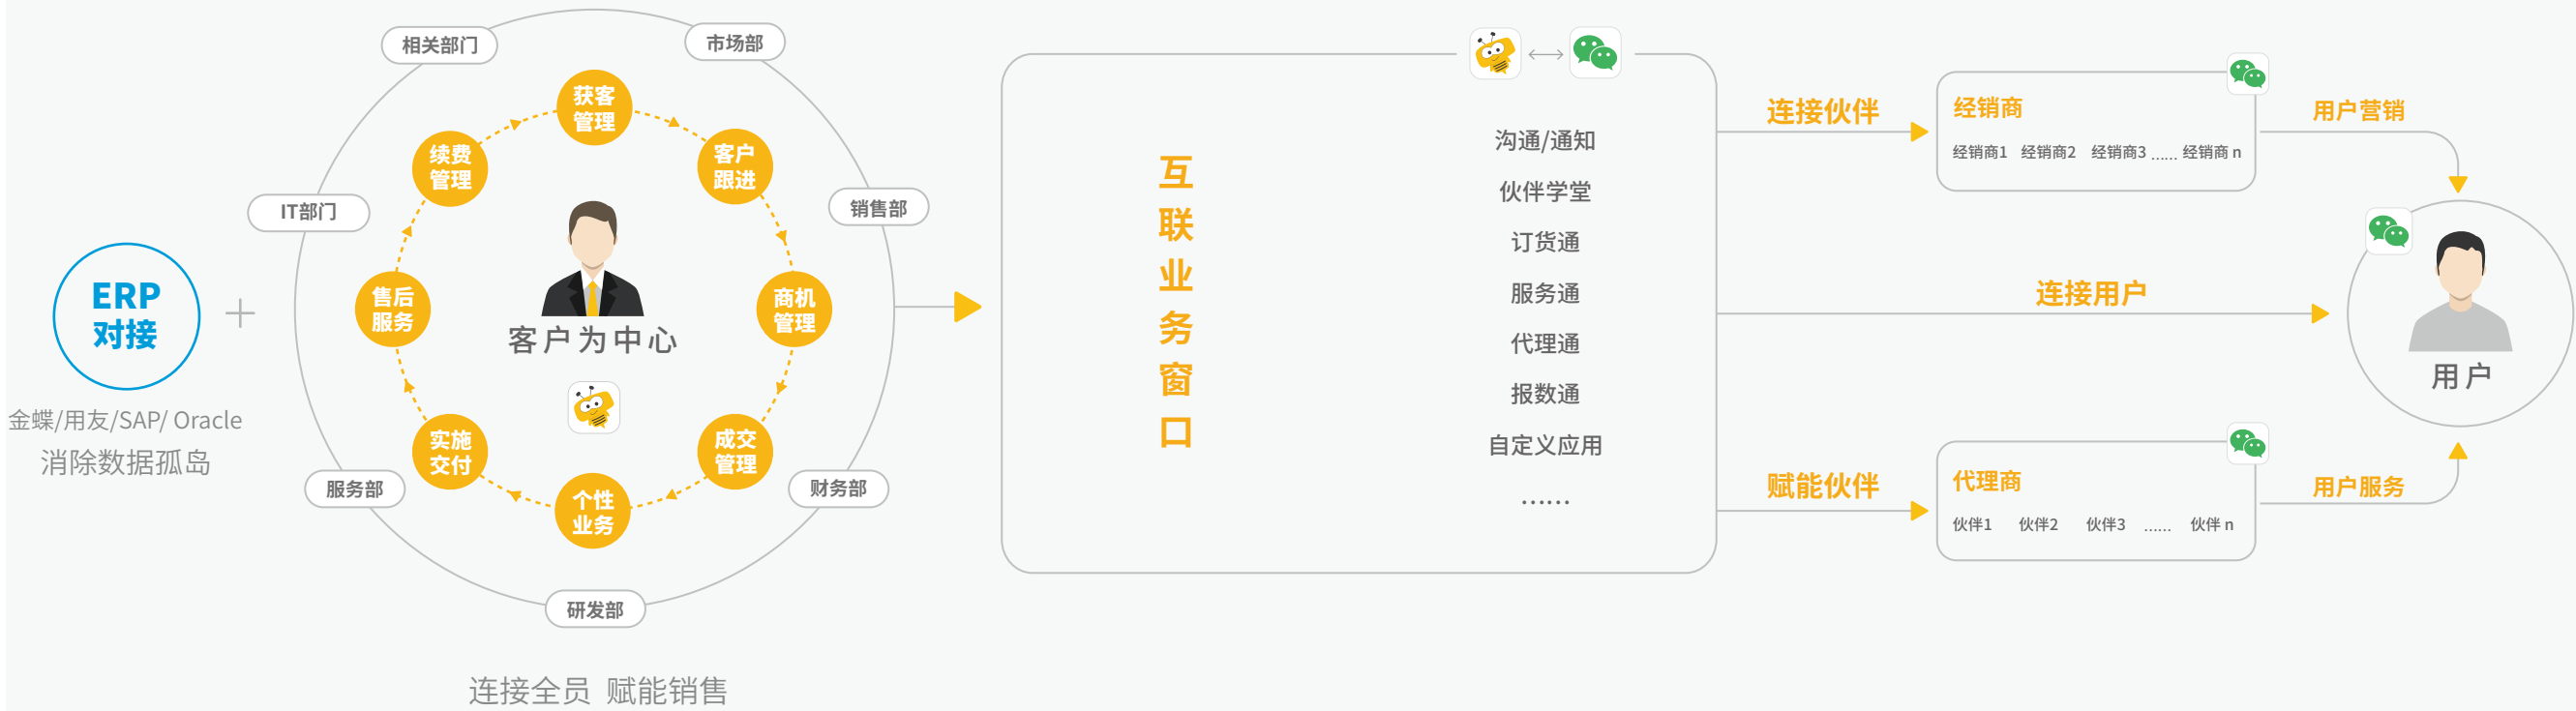 ERP
对接
金蝶/用友/SAP/ Oracle
消除数据孤岛
相关部门
市场部
IT部门
销售部
服务部
财务部
研发部
获客
管理
客户
跟进
商机
管理
成交
管理
个性
业务
实施
交付
售后
服务
续费
管理
客户为中心
连接全员 赋能销售
互联业务窗口
沟通/通知
伙伴学堂
订货通
服务通
代理通
报数通
自定义应用
……
连接伙伴
经销商
经销商1 经销商2 经销商3 …… 经销商 n
用户营销
连接用户
用户
赋能伙伴
代理商
伙伴1 伙伴2 伙伴3 …… 伙伴 n
用户服务